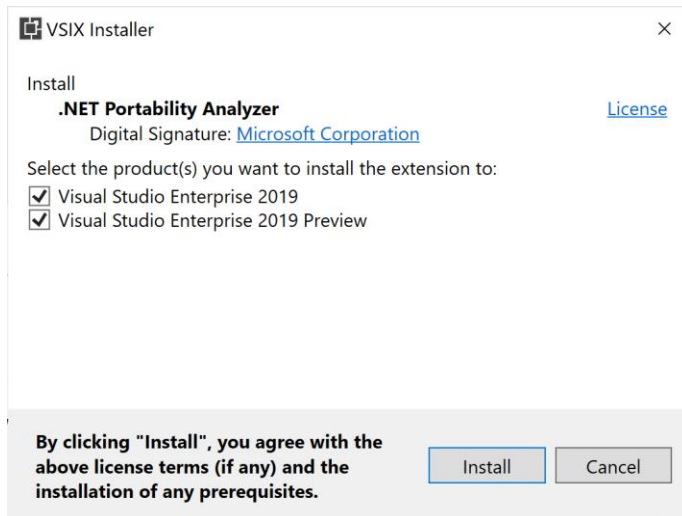 VSIX Installer
Install
.NET Portability Analyzer
License
Digital Signature: Microsoft Corporation
Select the product(s) you want to install the extension to:
Visual Studio Enterprise 2019
Visual Studio Enterprise 2019 Preview
By clicking "Install", you agree with the
above license terms (if any) and the
installation of any prerequisites.
Install
Cancel